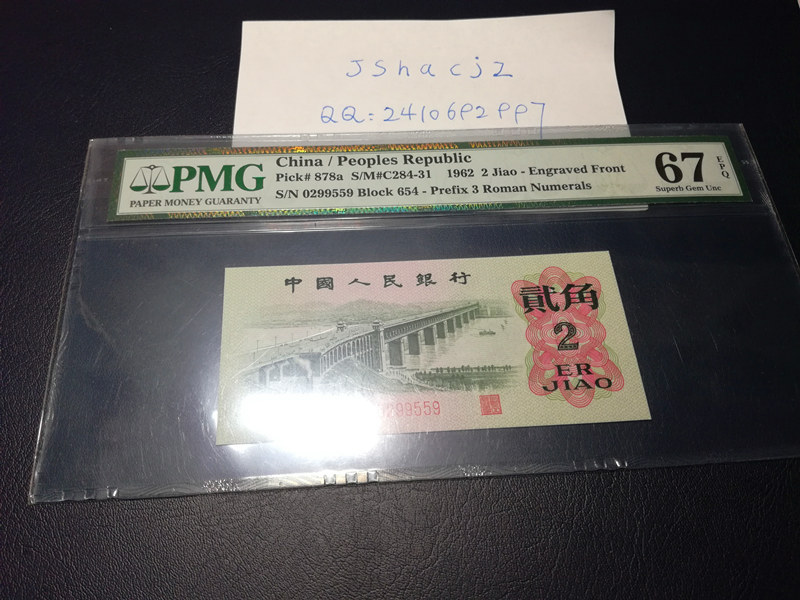 JShacjz
QQ:2410692997
PMG
PAPER MONEY GUARANTY
China / Peoples Republic
Pick# 878a S/M#C284-31 1962 2 Jiao - Engraved Front
S/N 0299559 Block 654 - Prefix 3 Roman Numerals
67 EPQ
Superb Gem Unc
中國人民銀行
貳角
2
ER
JIAO
0299559